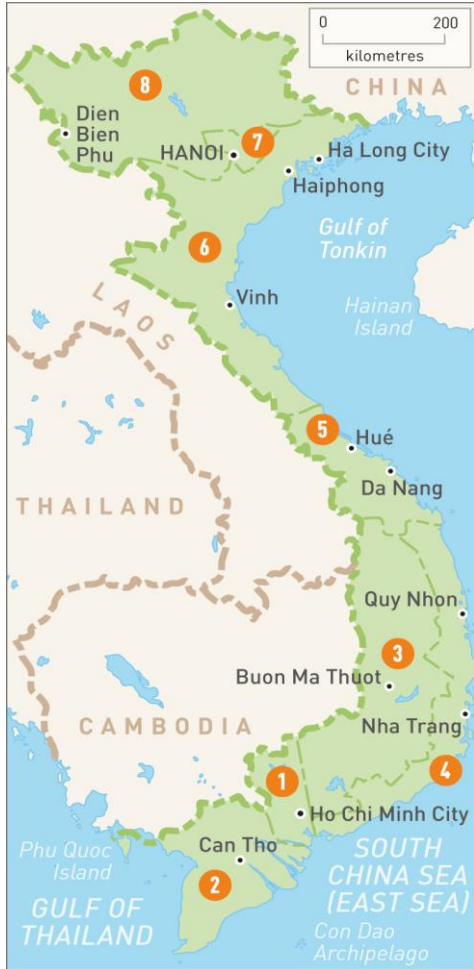 0 200
kilometres
CHINA
8
Dien
Bien
Phu
7
HANOI
Ha Long City
Haiphong
Gulf of
Tonkin
6
Hainan
Island
Vinh
LAOS
5
Hué
Da Nang
THAILAND
Quy Nhon
3
Buon Ma Thuot
Nha Trang
CAMBODIA
4
1
Ho Chi Minh City
Phu Quoc
Island
Can Tho
2
GULF OF
THAILAND
SOUTH
CHINA SEA
(EAST SEA)
Con Dao
Archipelago